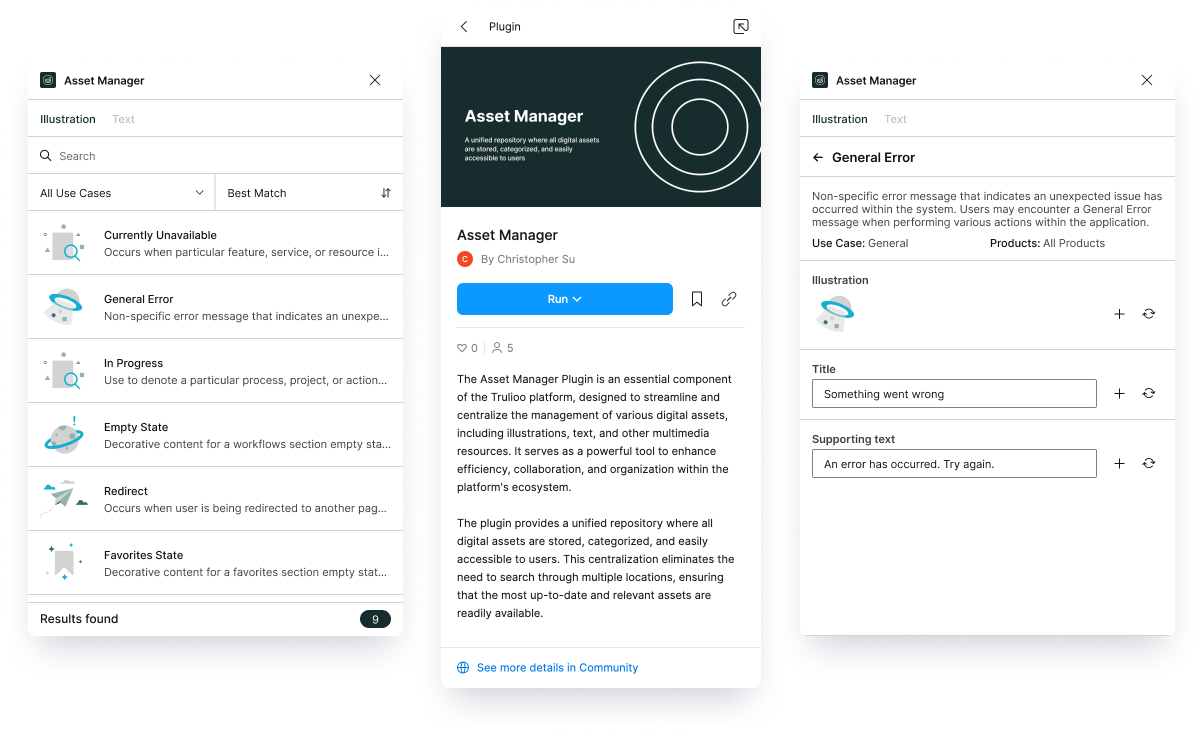 Asset Manager
Illustration Text
Search
All Use Cases
Best Match
Currently Unavailable
Occurs when particular feature, service, or resource i...
General Error
Non-specific error message that indicates an unexpe...
In Progress
Use to denote a particular process, project, or action...
Empty State
Decorative content for a workflows section empty sta...
Redirect
Occurs when user is being redirected to another pag...
Favorites State
Decorative content for a favorites section empty stat...
Results found
9
Plugin
Asset Manager
A unified repository where all digital assets
are stored, categorized, and easily
accessible to users
Asset Manager
C By Christopher Su
Run
0 5
The Asset Manager Plugin is an essential component
of the Trulioo platform, designed to streamline and
centralize the management of various digital assets,
including illustrations, text, and other multimedia
resources. It serves as a powerful tool to enhance
efficiency, collaboration, and organization within the
platform's ecosystem.
The plugin provides a unified repository where all
digital assets are stored, categorized, and easily
accessible to users. This centralization eliminates the
need to search through multiple locations, ensuring
that the most up-to-date and relevant assets are
readily available.
See more details in Community
Asset Manager
Illustration Text
General Error
Non-specific error message that indicates an unexpected issue has
occurred within the system. Users may encounter a General Error
message when performing various actions within the application.
Use Case: General
Products: All Products
Illustration
Title
Something went wrong
Supporting text
An error has occurred. Try again.